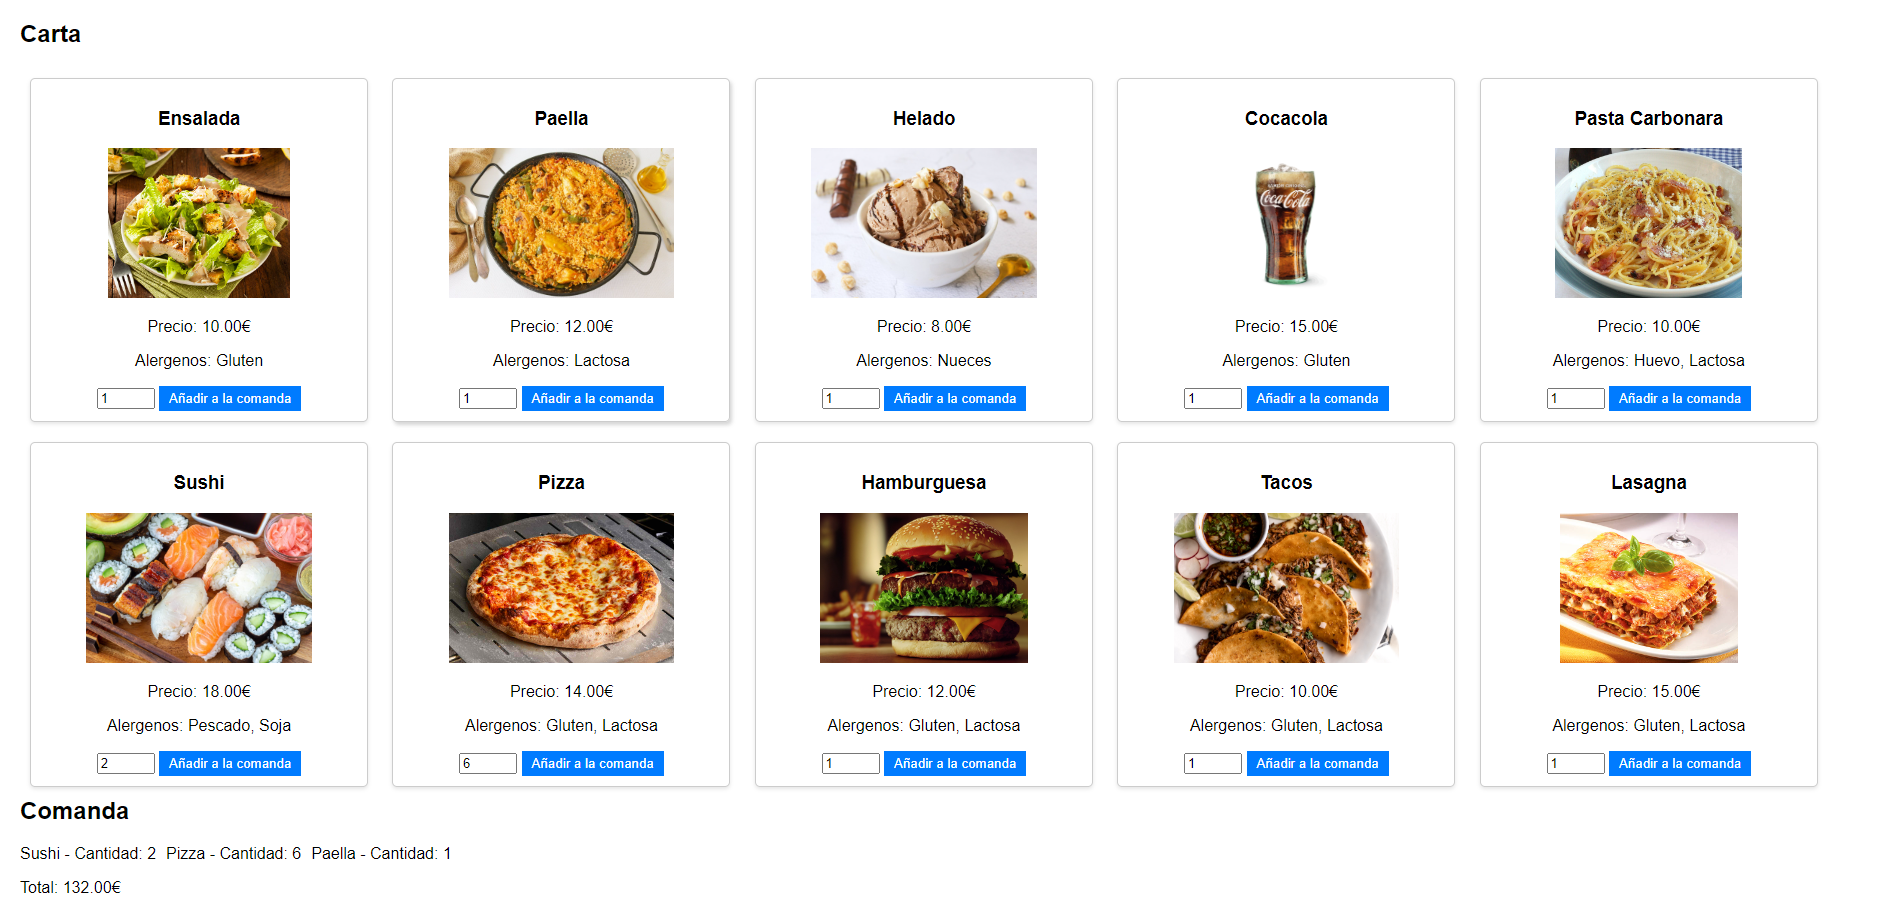 Carta
Ensalada
Precio: 10.00€
Alergenos: Gluten
1 Añadir a la comanda
Paella
Precio: 12.00€
Alergenos: Lactosa
1 Añadir a la comanda
Helado
Precio: 8.00€
Alergenos: Nueces
1 Añadir a la comanda
Cocacola
Coca-Cola
Precio: 15.00€
Alergenos: Gluten
1 Añadir a la comanda
Pasta Carbonara
Precio: 10.00€
Alergenos: Huevo, Lactosa
1 Añadir a la comanda
Sushi
Precio: 18.00€
Alergenos: Pescado, Soja
2 Añadir a la comanda
Pizza
Precio: 14.00€
Alergenos: Gluten, Lactosa
6 Añadir a la comanda
Hamburguesa
Precio: 12.00€
Alergenos: Gluten, Lactosa
1 Añadir a la comanda
Tacos
Precio: 10.00€
Alergenos: Gluten, Lactosa
1 Añadir a la comanda
Lasagna
Precio: 15.00€
Alergenos: Gluten, Lactosa
1 Añadir a la comanda
Comanda
Sushi - Cantidad: 2 Pizza - Cantidad: 6 Paella - Cantidad: 1
Total: 132.00€